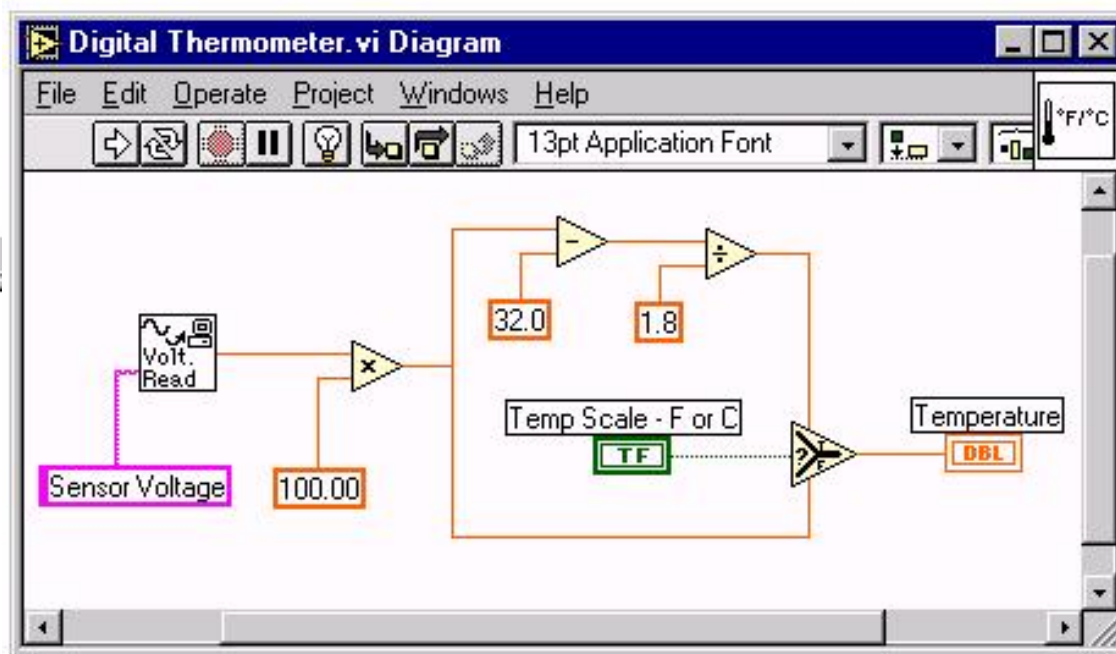 Digital Thermometer.vi Diagram
File Edit Operate Project Windows Help
°F/°C
13pt Application Font
-
÷
32.0
1.8
Volt.
Read
x
Temp Scale - F or C
TF
Temperature
? T
F
DBL
Sensor Voltage
100.00